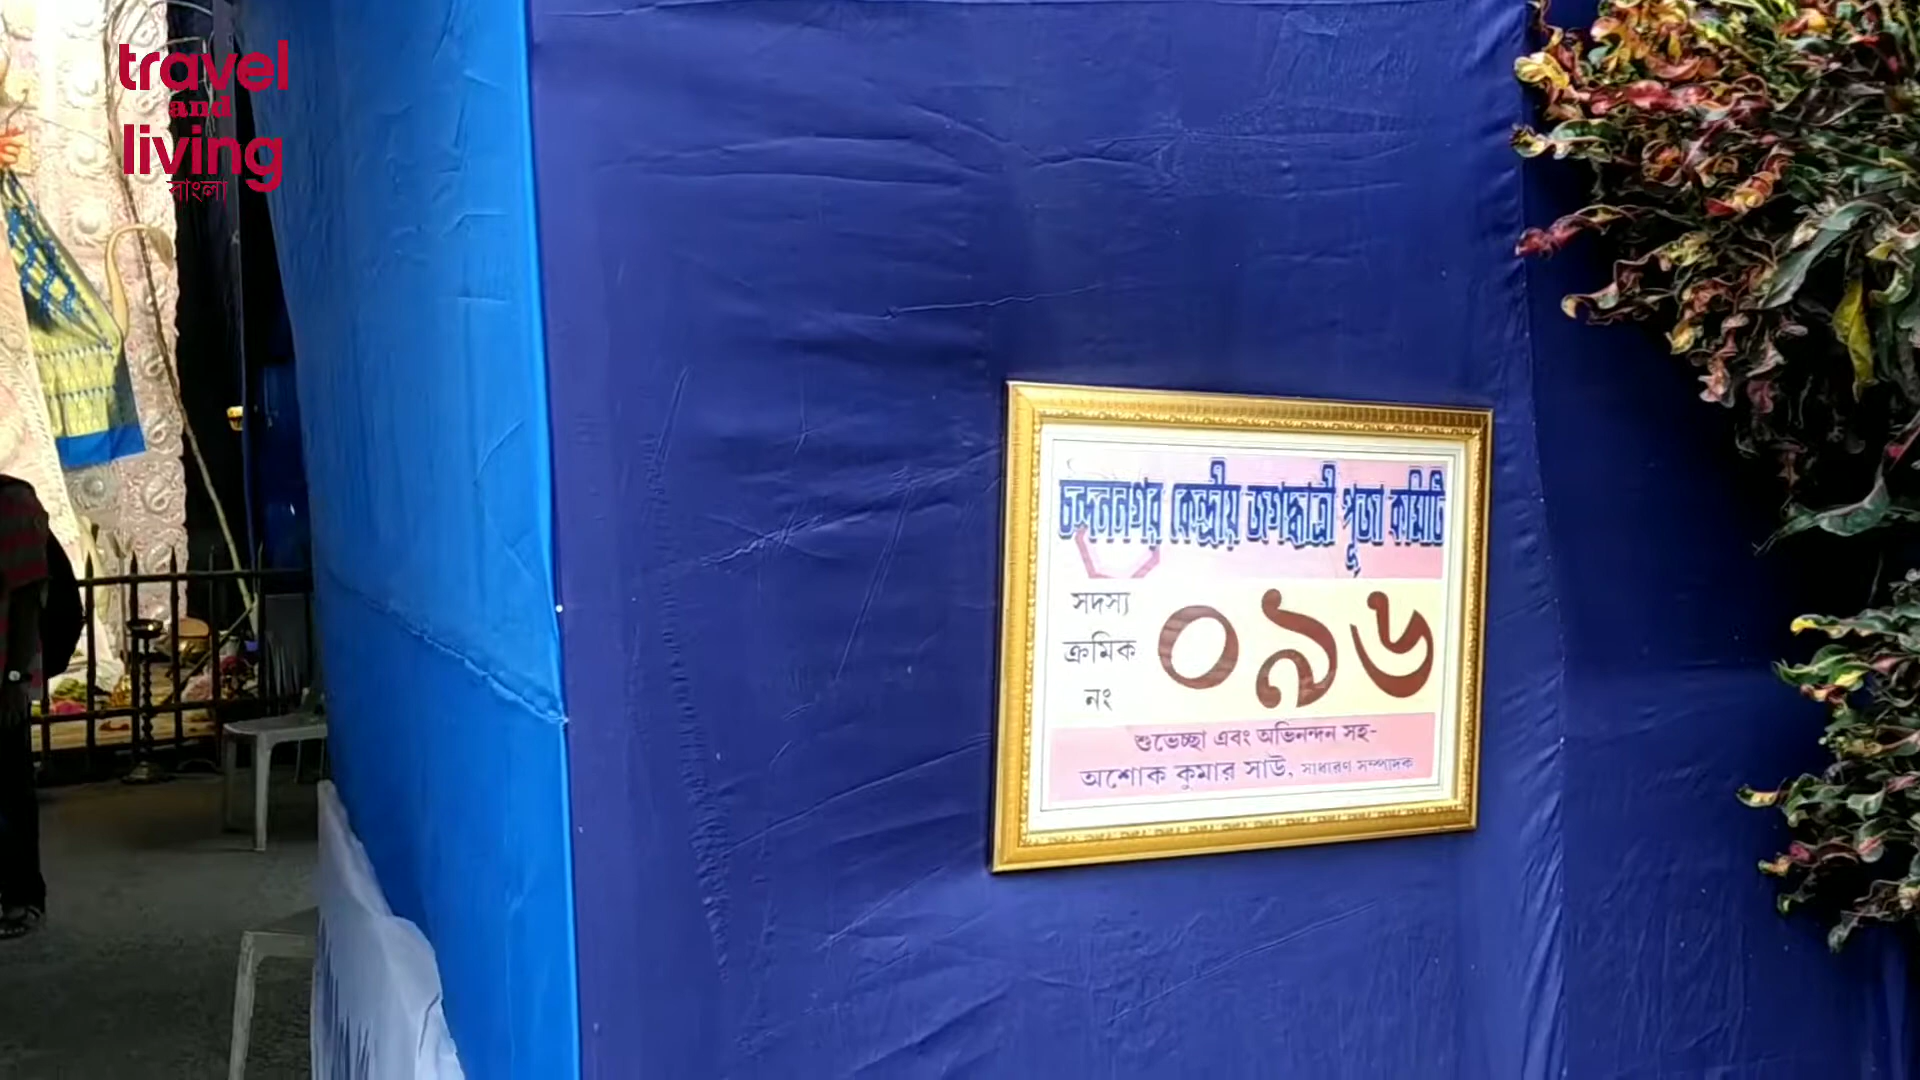 travel
and
living
বাংলা
চন্দননগর কেন্দ্রীয় জগদ্ধাত্রী পূজা কমিটি
সদস্য
ক্রমিক
নং
০৯৬
শুভেচ্ছা এবং অভিনন্দন সহ-
অশোক কুমার সাউ, সাধারণ সম্পাদক